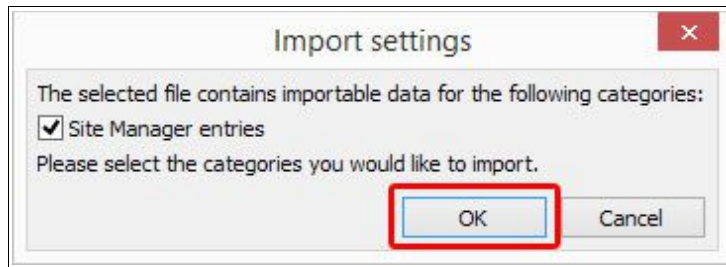 Import settings
The selected file contains importable data for the following categories:
Site Manager entries
Please select the categories you would like to import.
OK Cancel